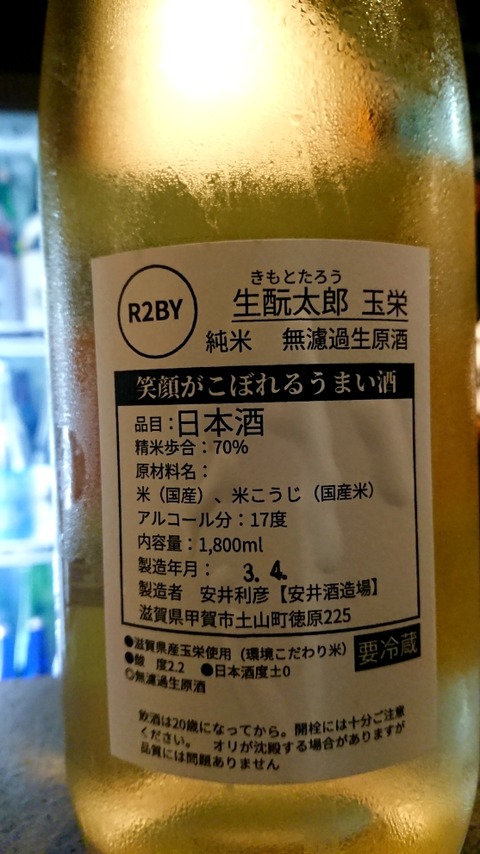 きもとたろう
R2BY 生酛太郎 玉栄
純米 無濾過生原酒
笑顔がこぼれるうまい酒
品目：日本酒
精米歩合：70%
原材料名：
米（国産）、米こうじ（国産米）
アルコール分：17度
内容量：1,800ml
製造年月： 3. 4.
製造者 安井利彦【安井酒造場】
滋賀県甲賀市土山町徳原225
●滋賀県産玉栄使用（環境こだわり米）
●酸 度2.2 ●日本酒度±0
◎無濾過生原酒
要冷蔵
飲酒は20歳になってから。開栓には十分ご注意
ください。 オリが沈殿する場合がありますが
品質には問題ありません